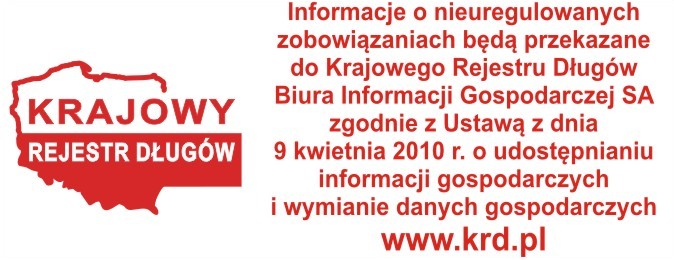 KRAJOWY
REJESTR DŁUGÓW
Informacje o nieuregulowanych
zobowiązaniach będą przekazane
do Krajowego Rejestru Długów
Biura Informacji Gospodarczej SA
zgodnie z Ustawą z dnia
9 kwietnia 2010 r. o udostępnianiu
informacji gospodarczych
i wymianie danych gospodarczych
www.krd.pl